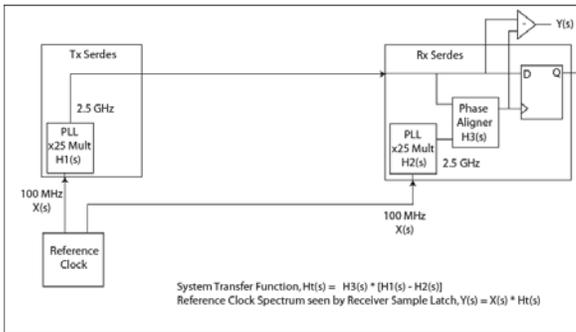 Y(s)
Tx Serdes
Rx Serdes
2.5 GHz
D
Q
PLL
x25 Mult
H1(s)
Phase
Aligner
H3(s)
PLL
x25 Mult
H2(s)
2.5 GHz
100 MHz
X(s)
100 MHz
X(s)
Reference
Clock
System Transfer Function, Ht(s) = H3(s) * [H1(s) - H2(s)]
Reference Clock Spectrum seen by Receiver Sample Latch, Y(s) = X(s) * Ht(s)